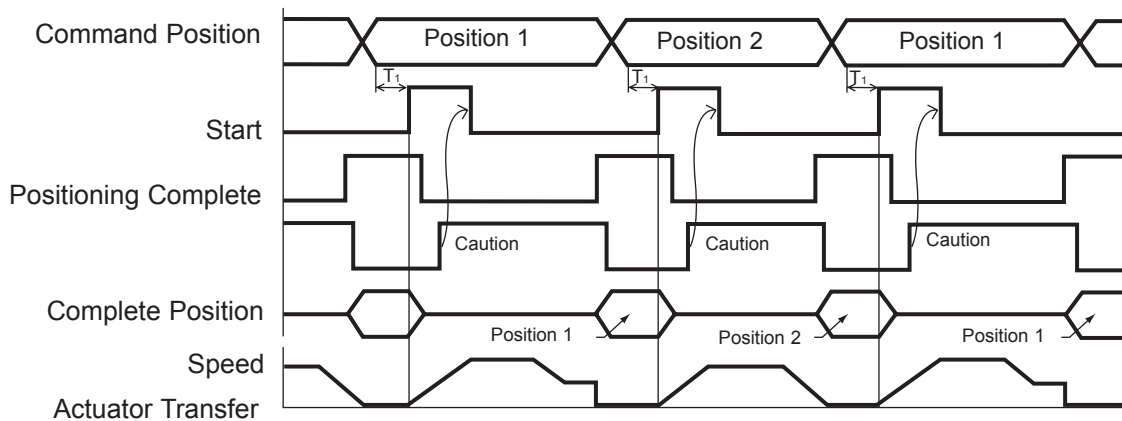 Command Position
Position 1
Position 2
Position 1
T1
T1
T1
Start
Positioning Complete
Caution
Caution
Caution
Complete Position
Position 1
Position 2
Position 1
Speed
Actuator Transfer